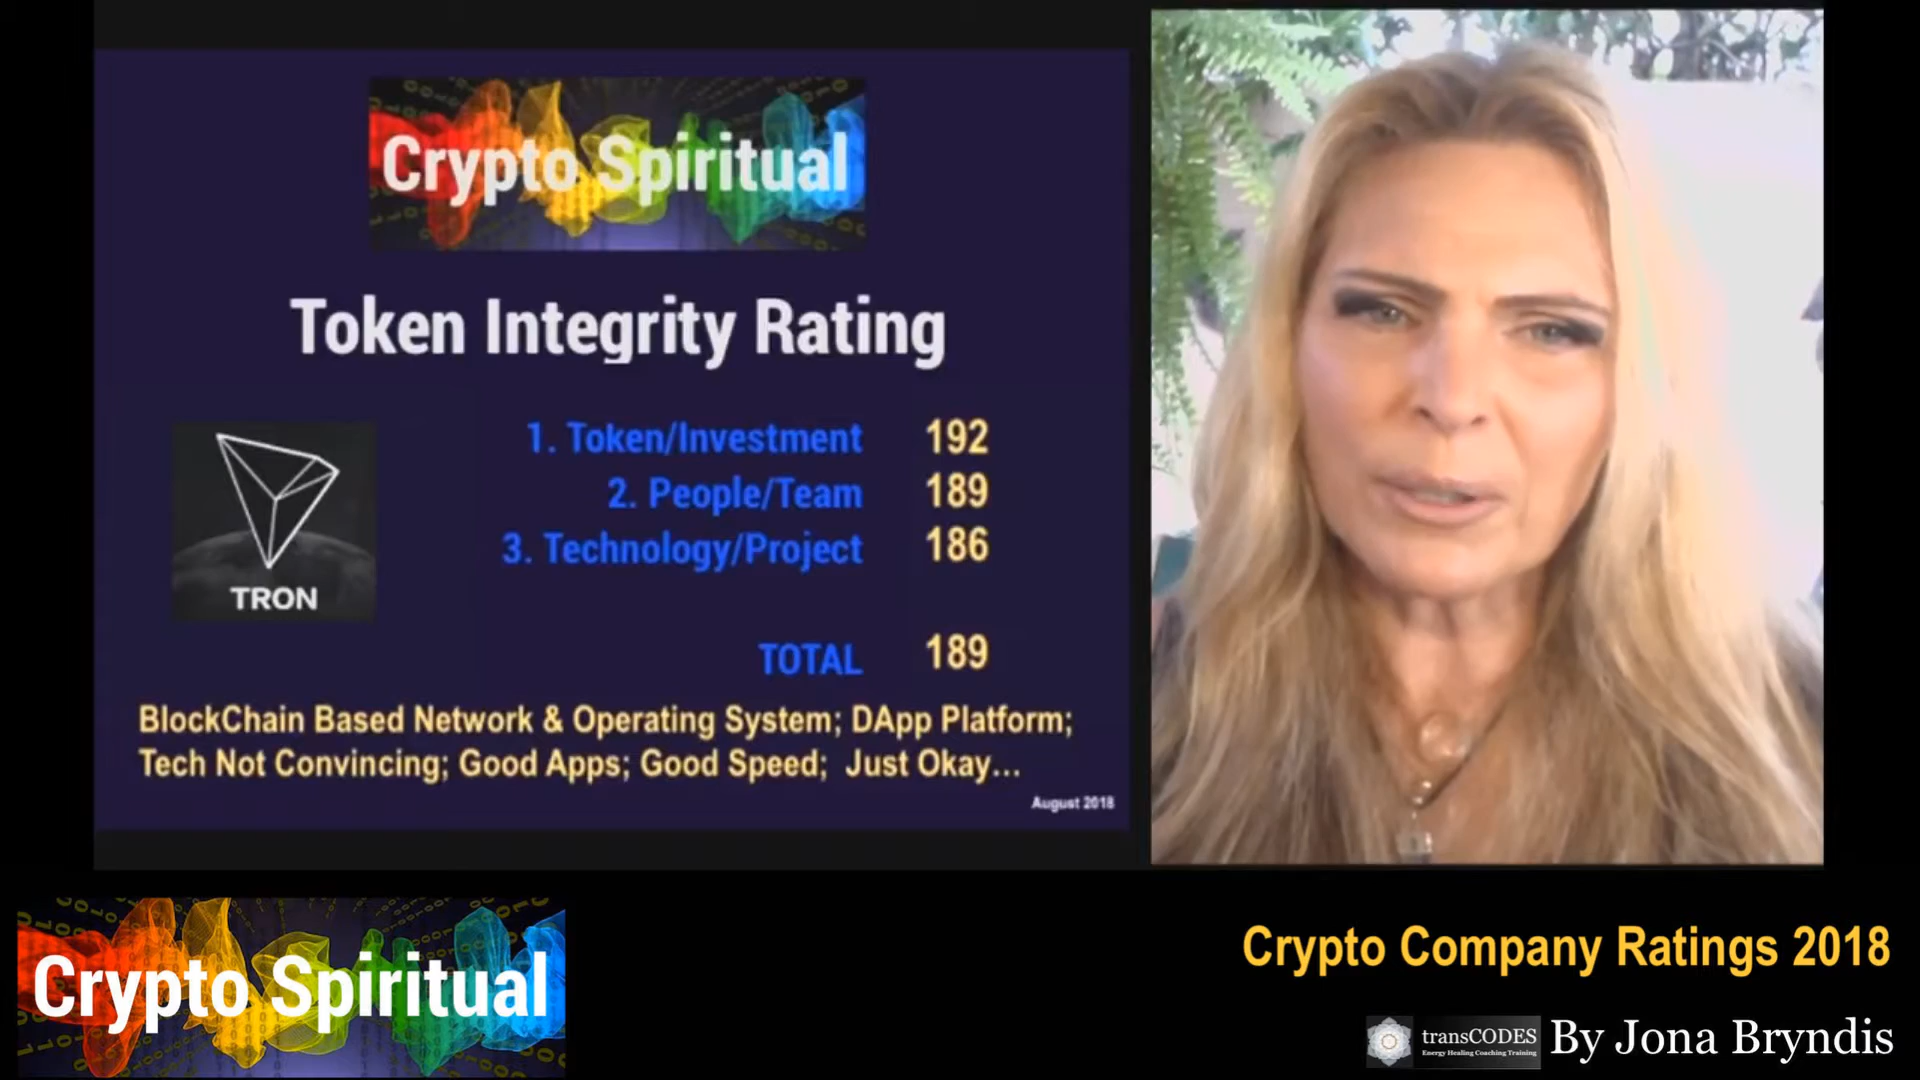 Crypto Spiritual
Token Integrity Rating
1. Token/Investment 192
2. People/Team 189
3. Technology/Project 186
TRON
TOTAL 189
BlockChain Based Network & Operating System; DApp Platform;
Tech Not Convincing; Good Apps; Good Speed; Just Okay...
August 2018
Crypto Spiritual
Crypto Company Ratings 2018
transCODES
Energy Healing Coaching Training
By Jona Bryndis